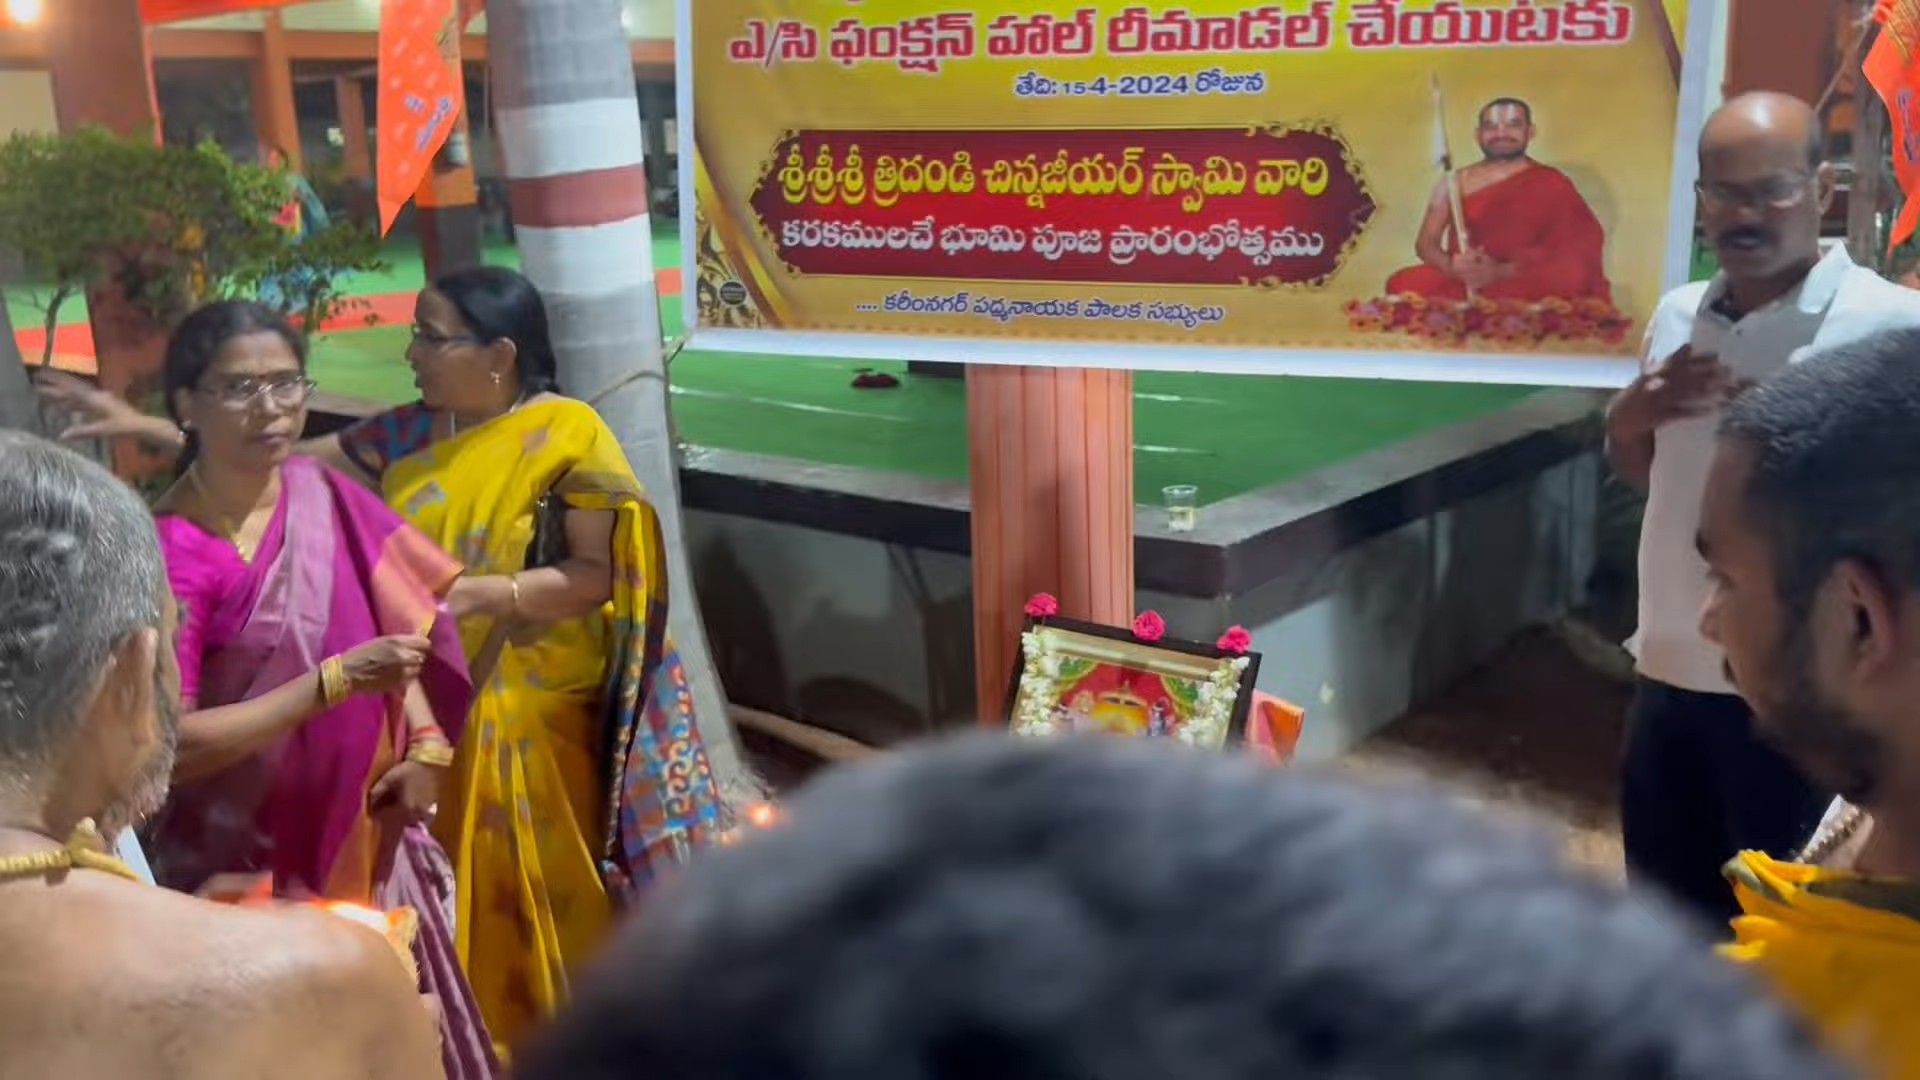 ఎ/సి ఫంక్షన్ హాల్ రీమాడల్ చేయుటకు
తేది: 15-4-2024 రోజున
శ్రీశ్రీశ్రీ త్రిదండి చిన్నజీయర్ స్వామి వారి
కరకములచే భూమి పూజ ప్రారంభోత్సవము
.... కరీంనగర్ పద్మనాయక పాలక సభ్యులు